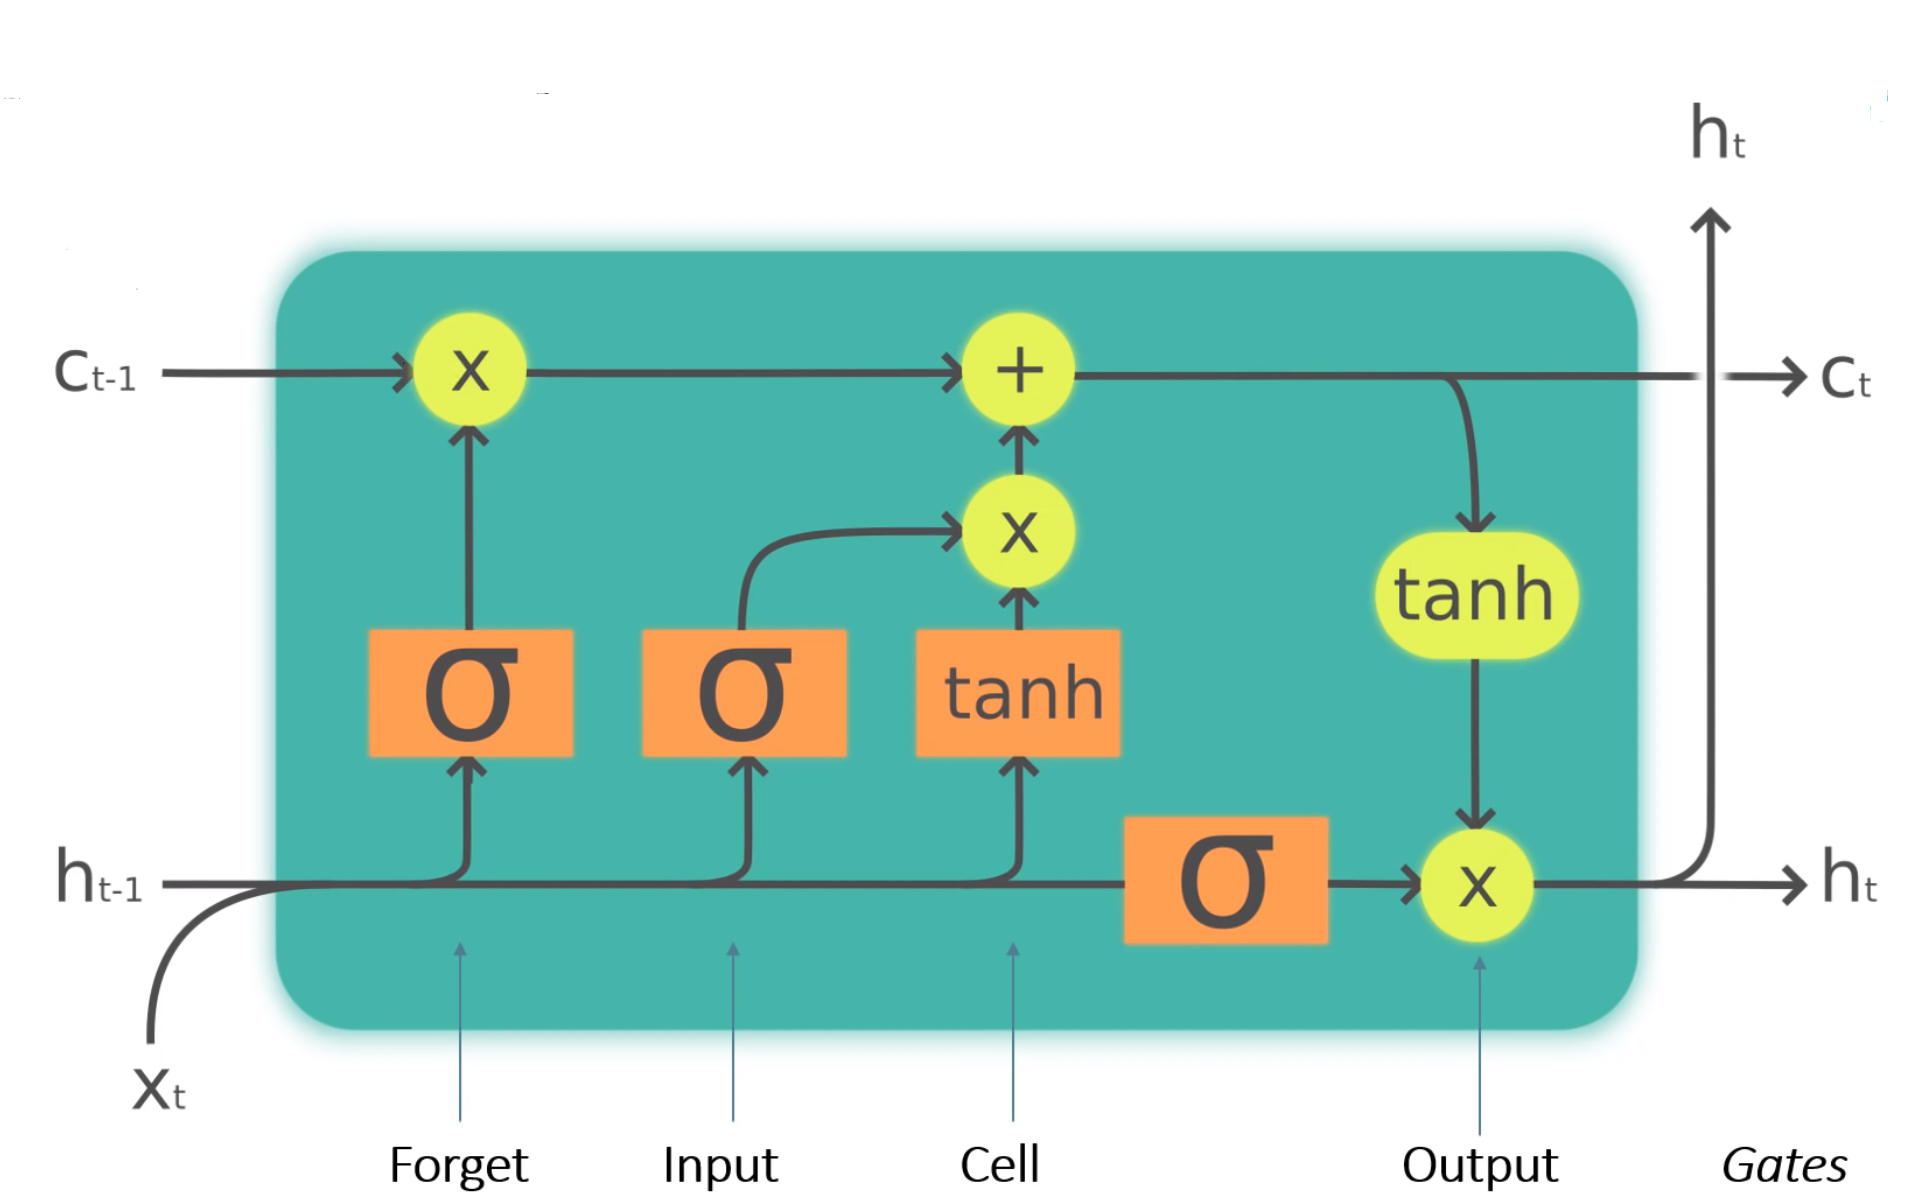 ht
ct-1
x
+
ct
x
tanh
σ
σ
tanh
ht-1
σ
x
ht
xt
Forget
Input
Cell
Output
Gates